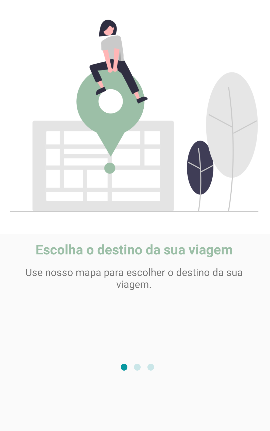 Escolha o destino da sua viagem
Use nosso mapa para escolher o destino da sua
viagem.